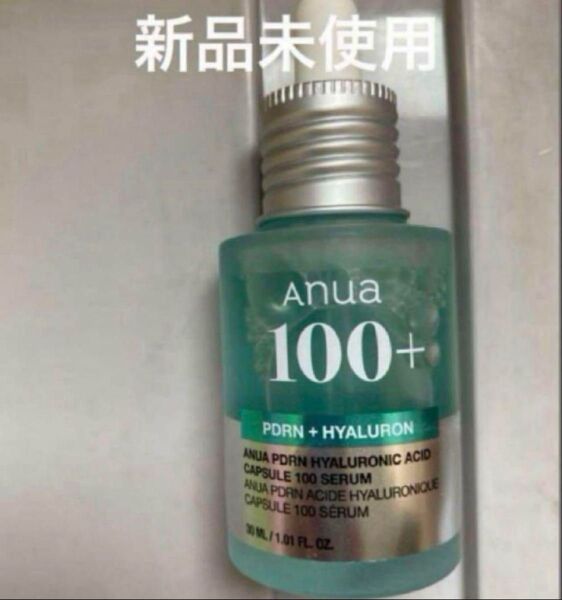 新品未使用
Anua
100+
PDRN + HYALURON
ANUA PDRN HYALURONIC ACID
CAPSULE 100 SERUM
ANUA PDRN ACIDE HYALURONIQUE
CAPSULE 100 SÉRUM
30 ML / 1.01 FL. OZ.